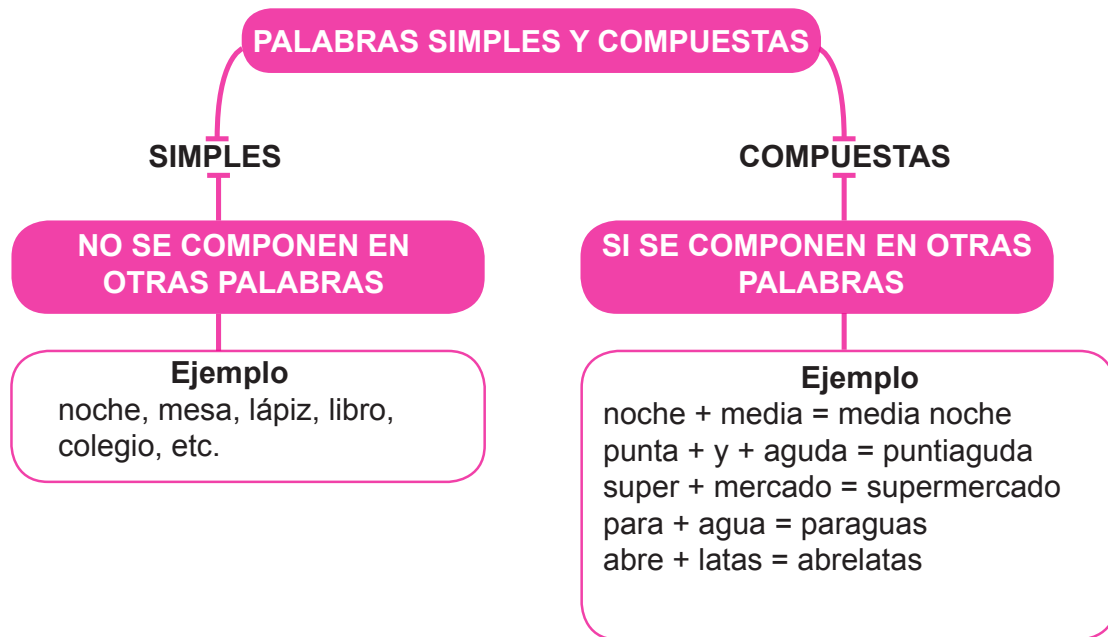 PALABRAS SIMPLES Y COMPUESTAS
SIMPLES
NO SE COMPONEN EN
OTRAS PALABRAS
Ejemplo
noche, mesa, lápiz, libro,
colegio, etc.
COMPUESTAS
SI SE COMPONEN EN OTRAS
PALABRAS
Ejemplo
noche + media = media noche
punta + y + aguda = puntiaguda
super + mercado = supermercado
para + agua = paraguas
abre + latas = abrelatas